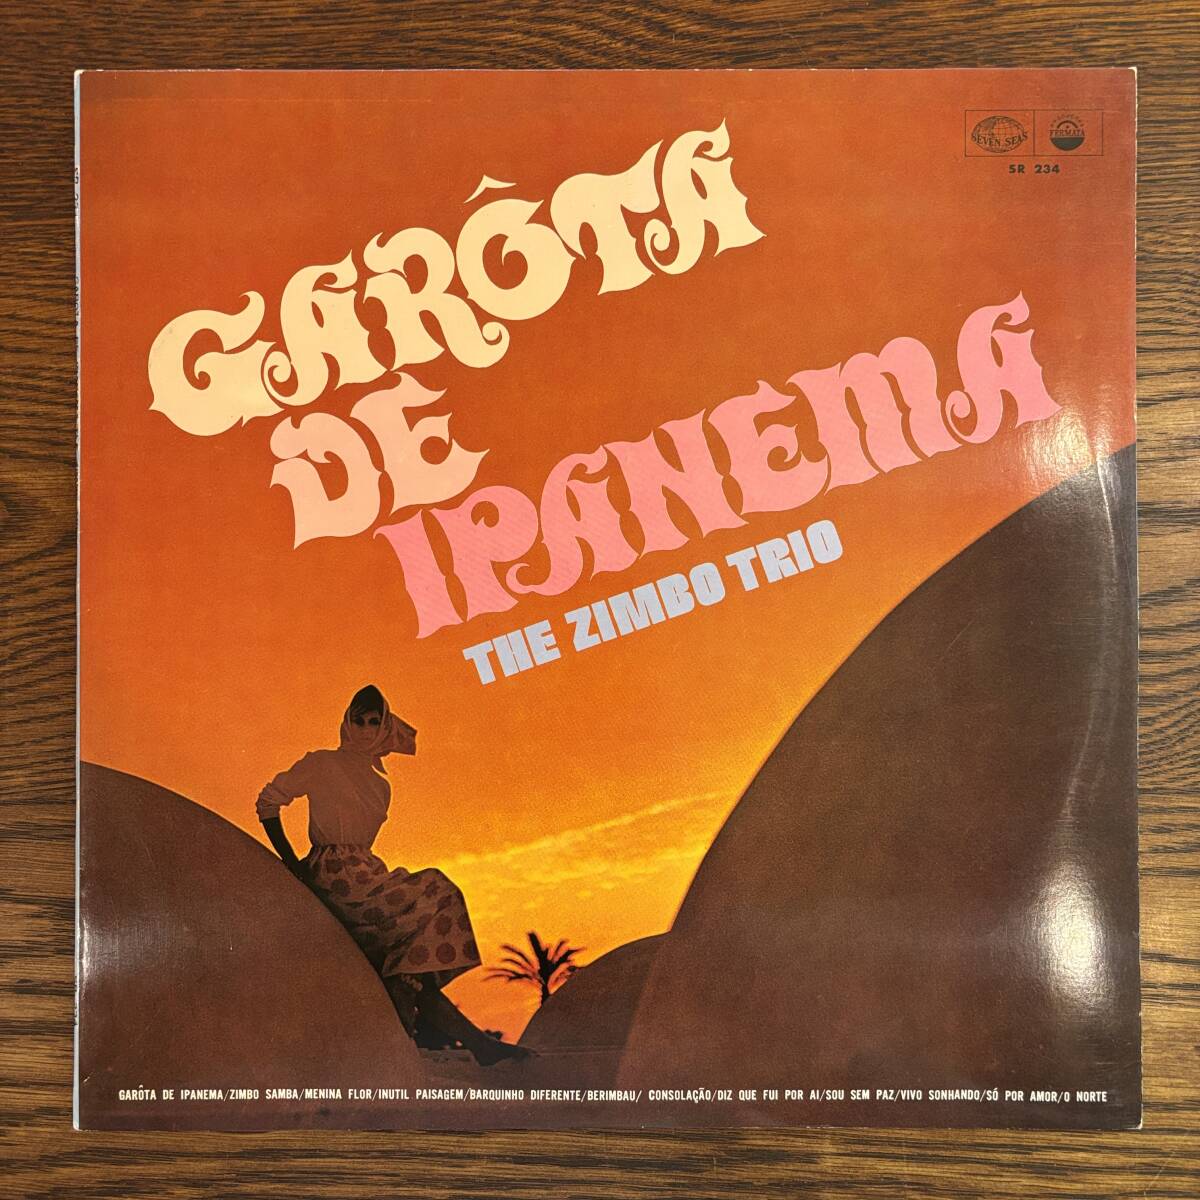 SEVEN SEAS
FERMATA
SR 234
GARÔTA
DE
IPANEMA
THE ZIMBO TRIO
GARÔTA DE IPANEMA/ZIMBO SAMBA/MENINA FLOR/INUTIL PAISAGEM/BARQUINHO DIFERENTE/BERIMBAU/ CONSOLAÇÃO/DIZ QUE FUI POR AI/SOU SEM PAZ/VIVO SONHANDO/SÓ POR AMOR/O NORTE